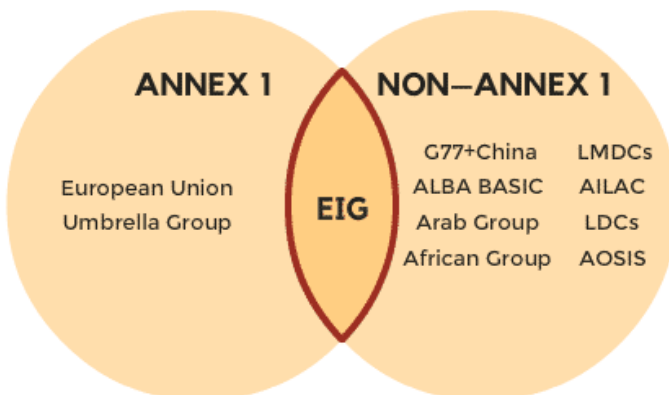 ANNEX 1
European Union
Umbrella Group
EIG
NON—ANNEX 1
G77+China
ALBA BASIC
Arab Group
African Group
LMDCs
AILAC
LDCs
AOSIS